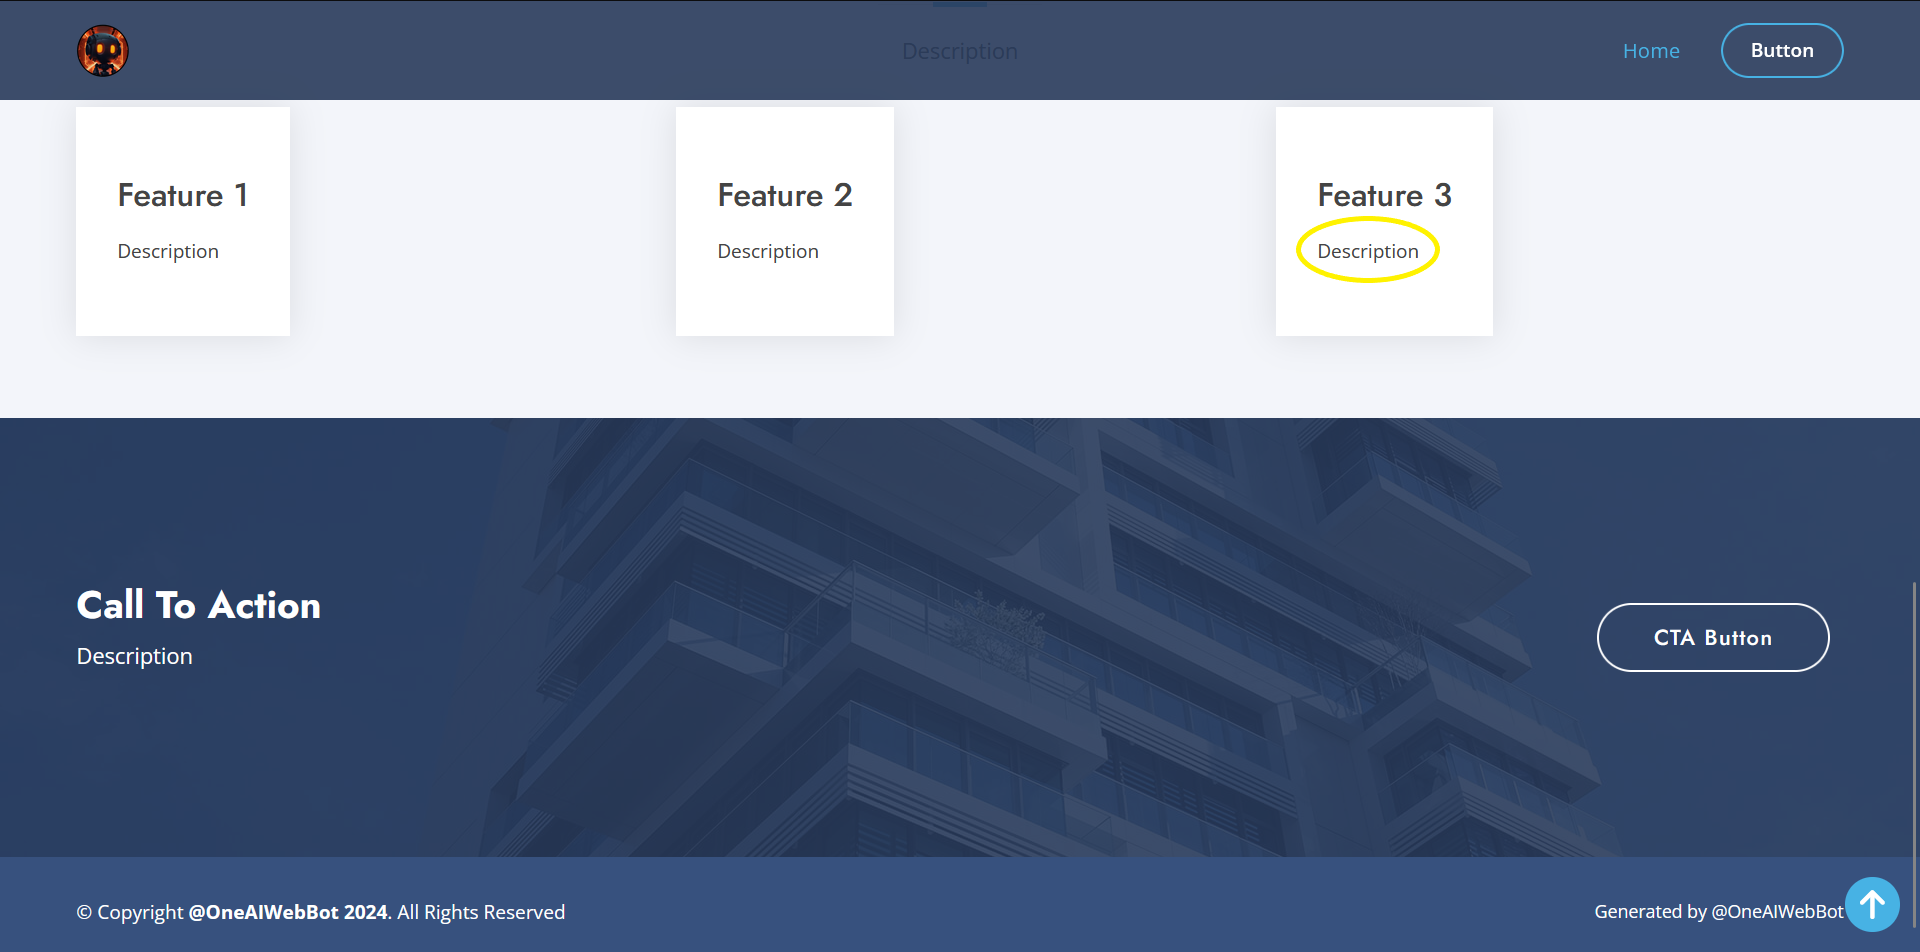 Description
Home
Button
Feature 1
Description
Feature 2
Description
Feature 3
Description
Call To Action
Description
CTA Button
© Copyright @OneAIWebBot 2024. All Rights Reserved
Generated by @OneAIWebBot